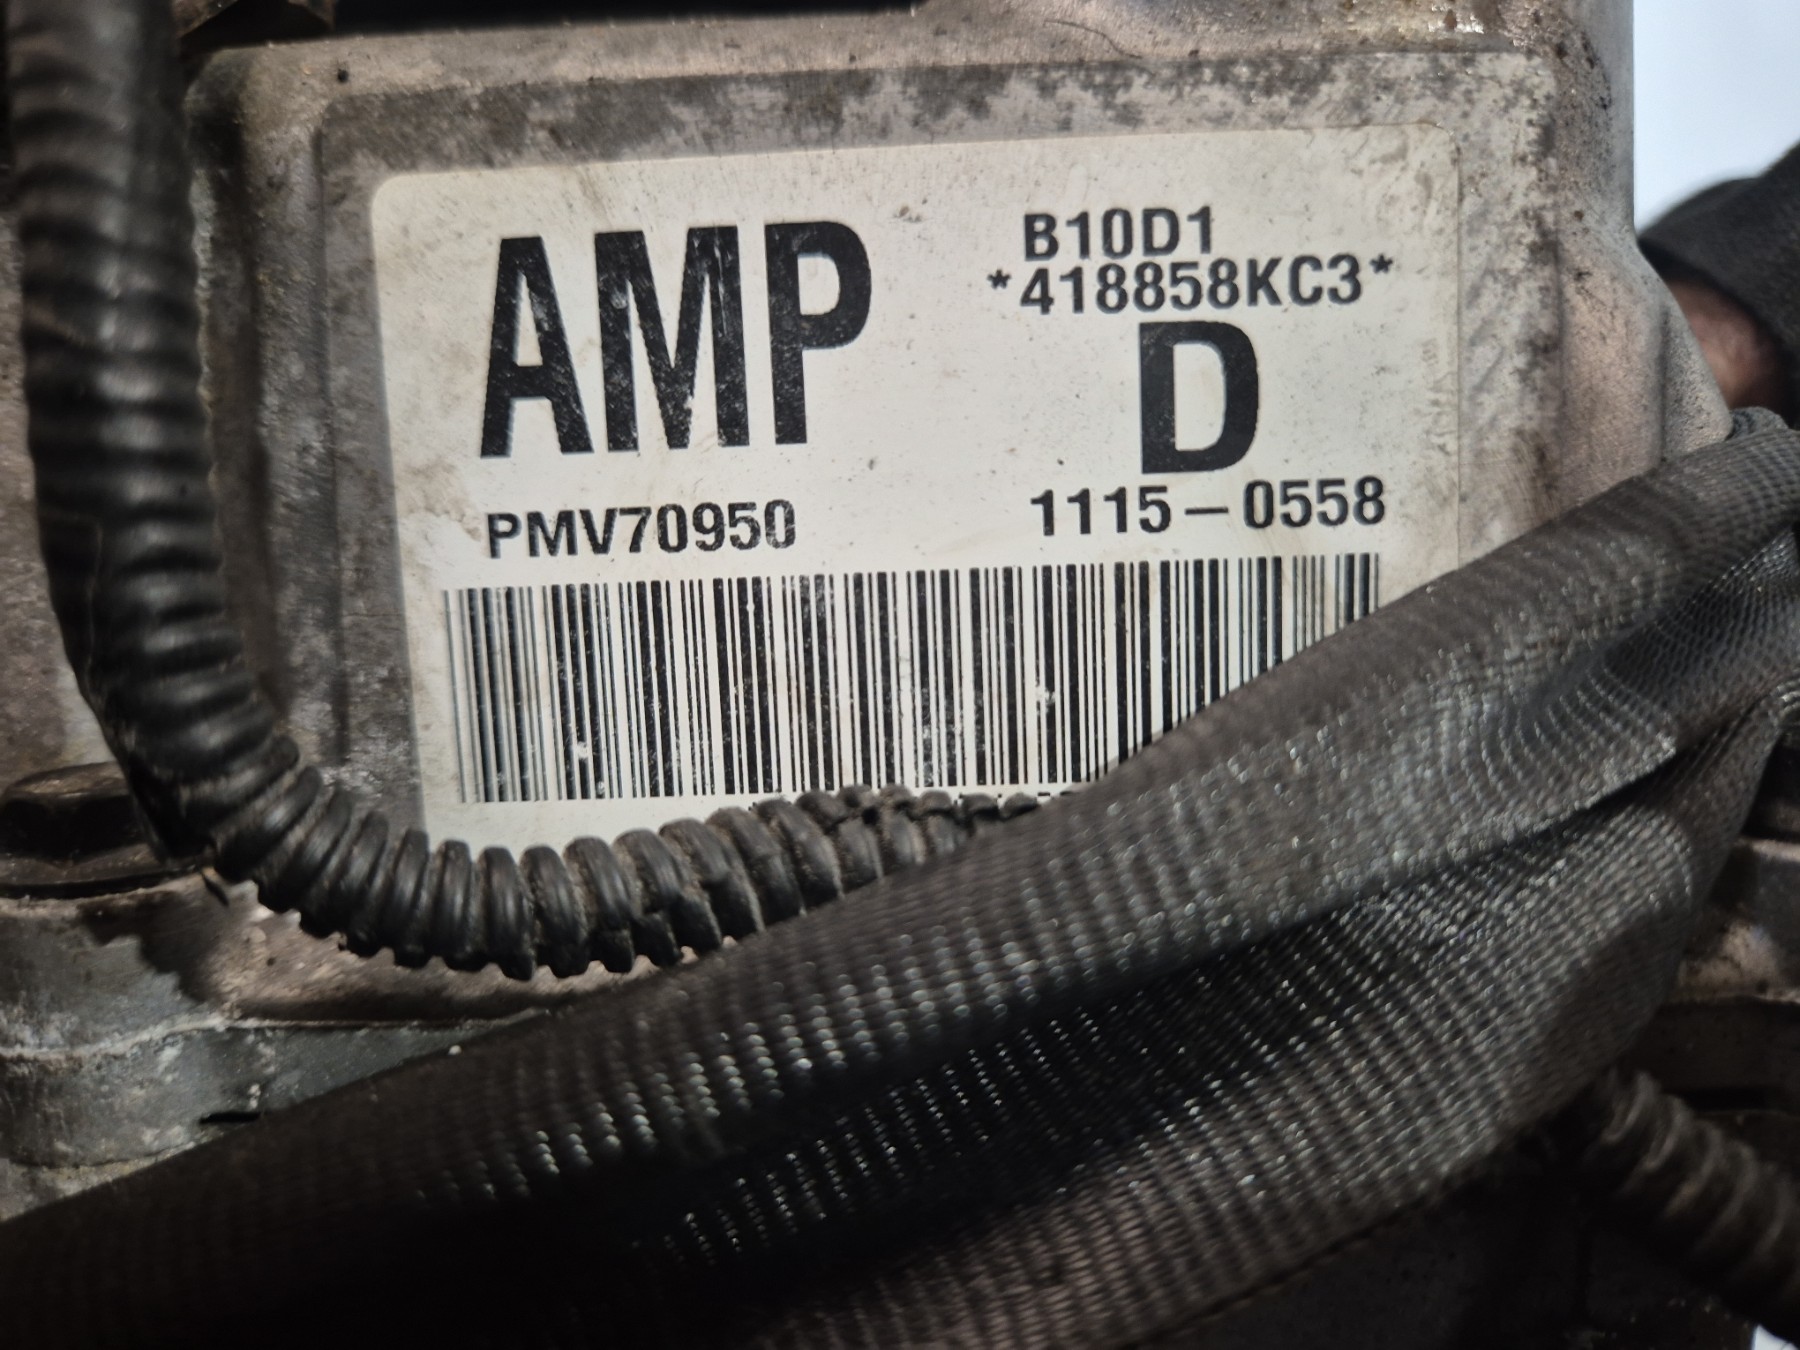 AMP
B10D1
*418858KC3*
D
PMV70950
1115-0558